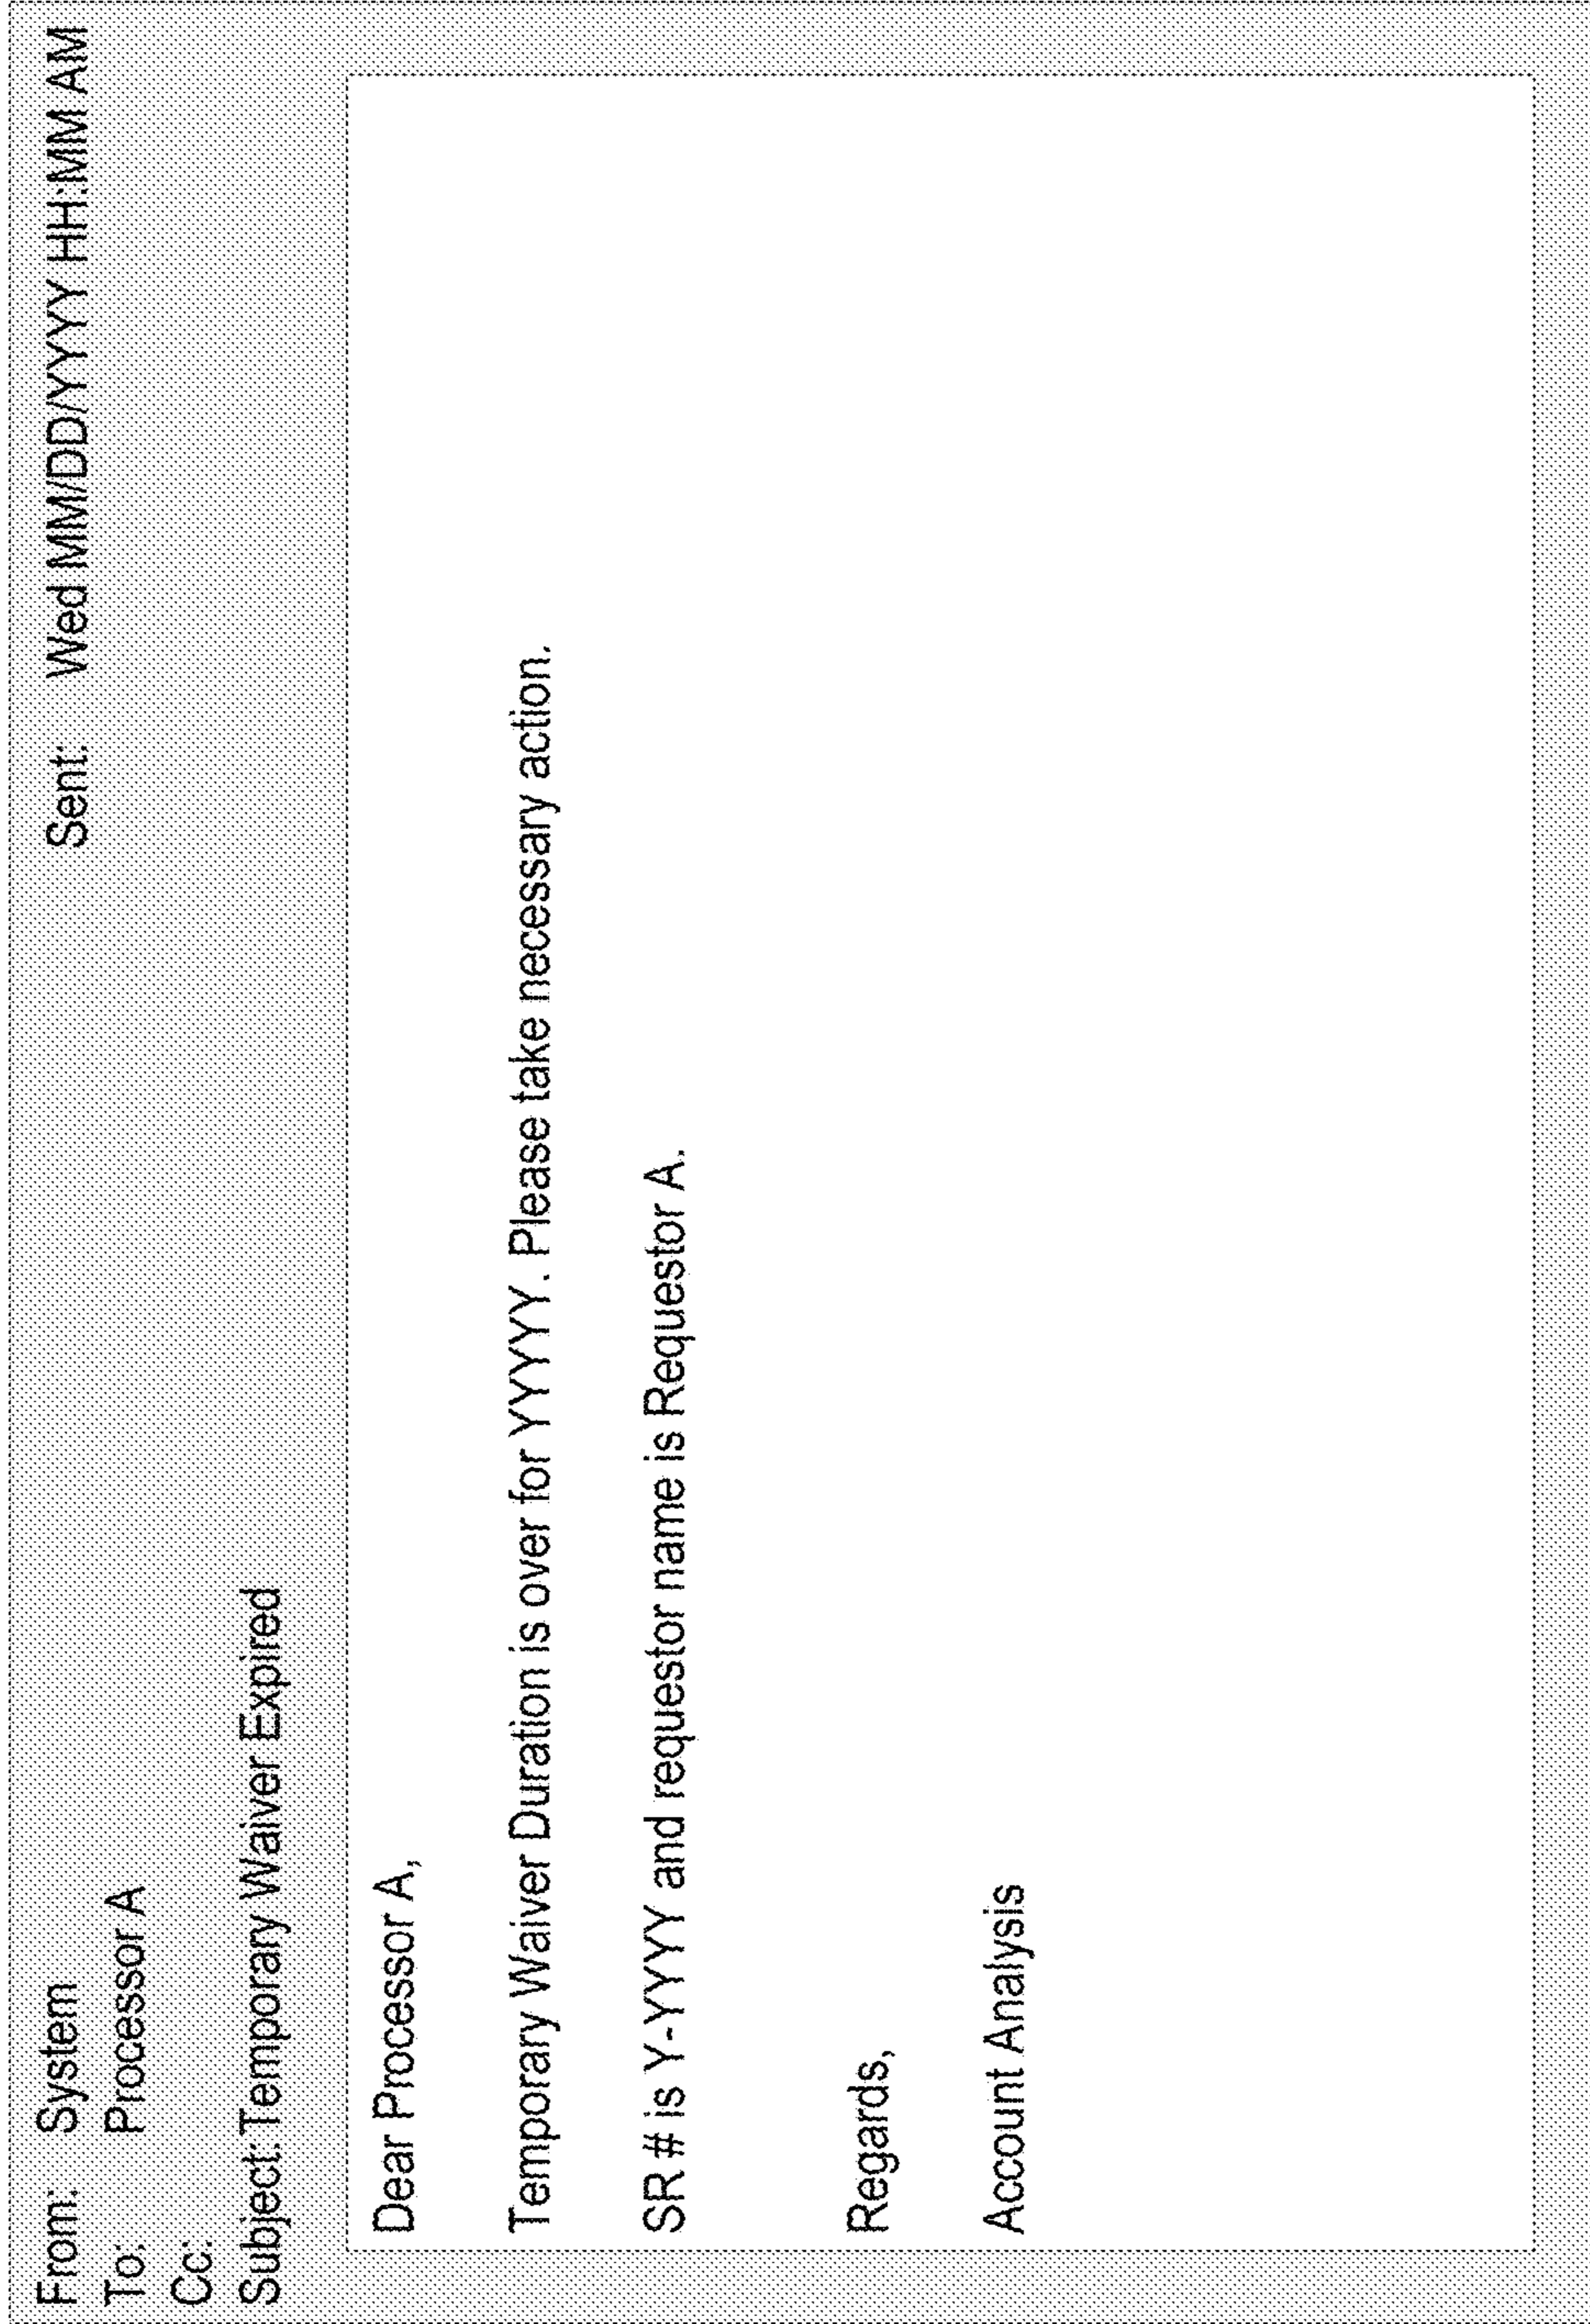 From: System Sent: Wed MM/DD/YYYY HH:MM AM
To: Processor A
Cc:
Subject: Temporary Waiver Expired
Dear Processor A,
Temporary Waiver Duration is over for YYYYY. Please take necessary action.
SR # is Y-YYYY and requestor name is Requestor A.
Regards,
Account Analysis